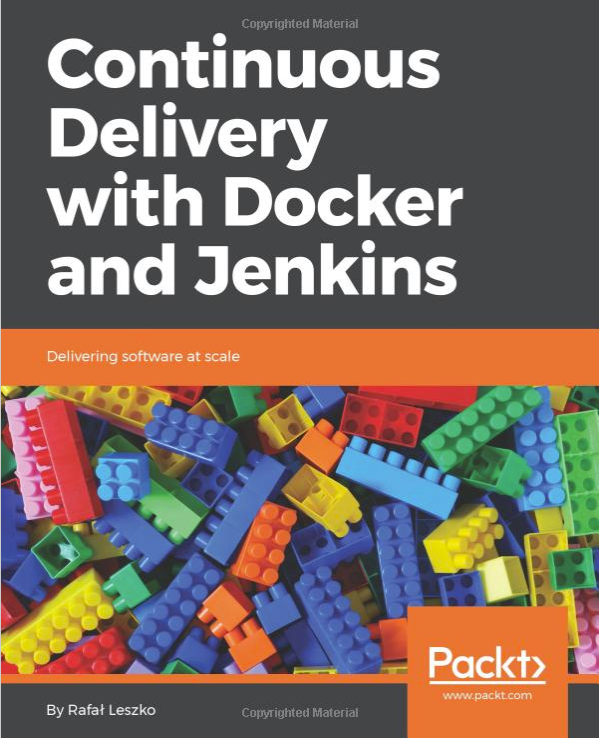 Copyrighted Material
Continuous
Delivery
with Docker
and Jenkins
Delivering software at scale
Packt>
www.packt.com
By Rafał Leszko
Copyrighted Material